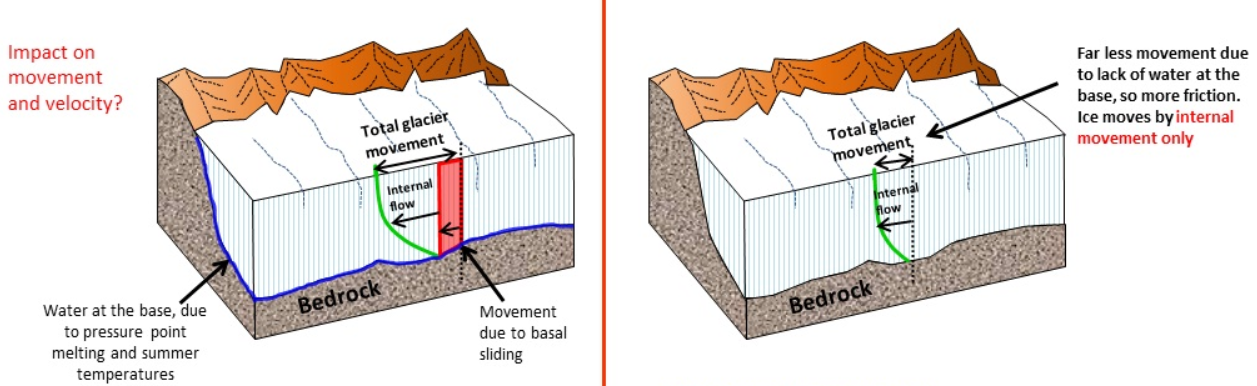 Impact on
movement
and velocity?
Total glacier
movement
Internal
flow
Bedrock
Water at the base, due
to pressure point
melting and summer
temperatures
Movement
due to basal
sliding
Far less movement due
to lack of water at the
base, so more friction.
Ice moves by internal
movement only
Total glacier
movement
Internal
flow
Bedrock